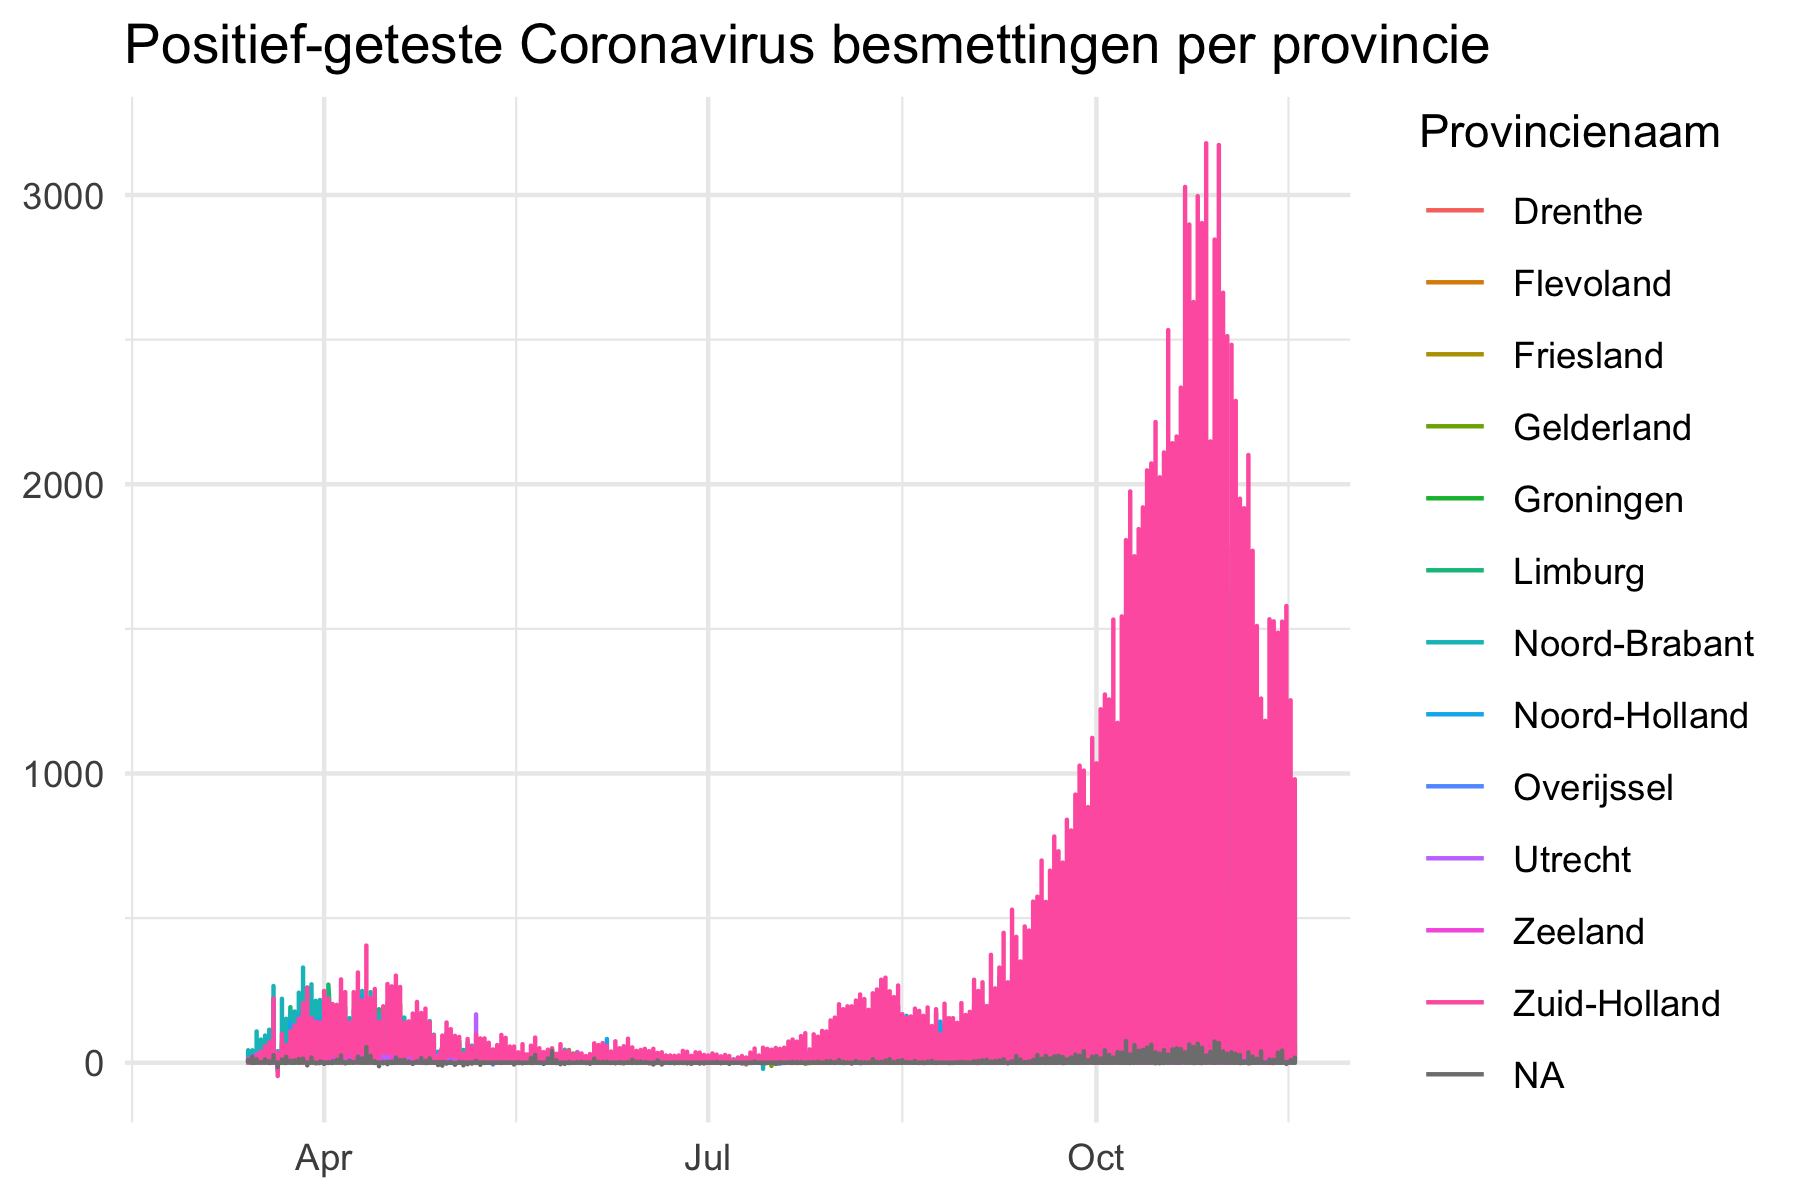 Positief-geteste Coronavirus besmettingen per provincie
3000
2000
1000
0
Apr
Jul
Oct
Provincienaam
Drenthe
Flevoland
Friesland
Gelderland
Groningen
Limburg
Noord-Brabant
Noord-Holland
Overijssel
Utrecht
Zeeland
Zuid-Holland
NA